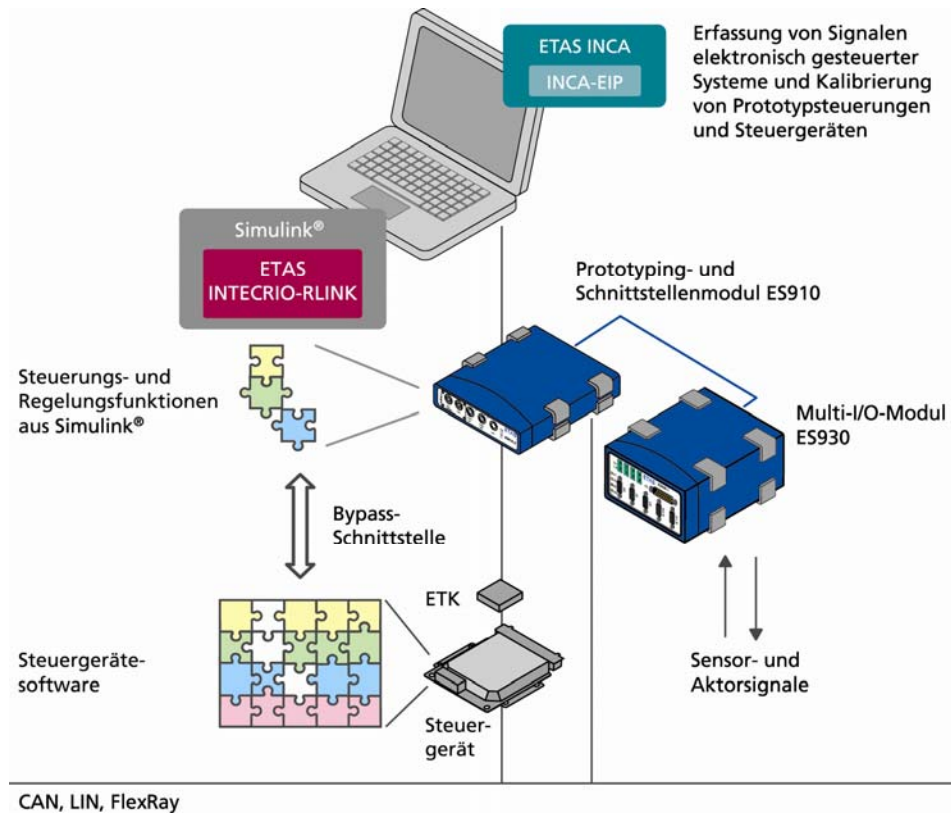 ETAS INCA
INCA-EIP
Erfassung von Signalen
elektronisch gesteuerter
Systeme und Kalibrierung
von Prototypsteuerungen
und Steuergeräten
Simulink®
ETAS
INTECRIO-RLINK
Prototyping- und
Schnittstellenmodul ES910
Steuerungs- und
Regelungsfunktionen
aus Simulink®
Multi-I/O-Modul
ES930
Bypass-
Schnittstelle
ETK
Steuergeräte-
software
Steuer-
gerät
Sensor- und
Aktorsignale
CAN, LIN, FlexRay